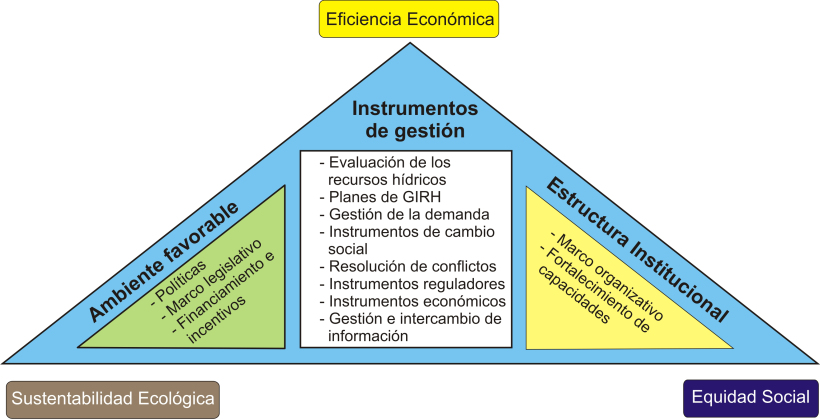 Eficiencia Económica
Instrumentos
de gestión
- Evaluación de los
recursos hídricos
- Planes de GIRH
- Gestión de la demanda
- Instrumentos de cambio
social
- Resolución de conflictos
- Instrumentos reguladores
- Instrumentos económicos
- Gestión e intercambio de
información
Ambiente favorable
- Políticas
- Marco legislativo
- Financiamiento e
incentivos
Estructura Institucional
- Marco organizativo
- Fortalecimiento de
capacidades
Sustentabilidad Ecológica
Equidad Social